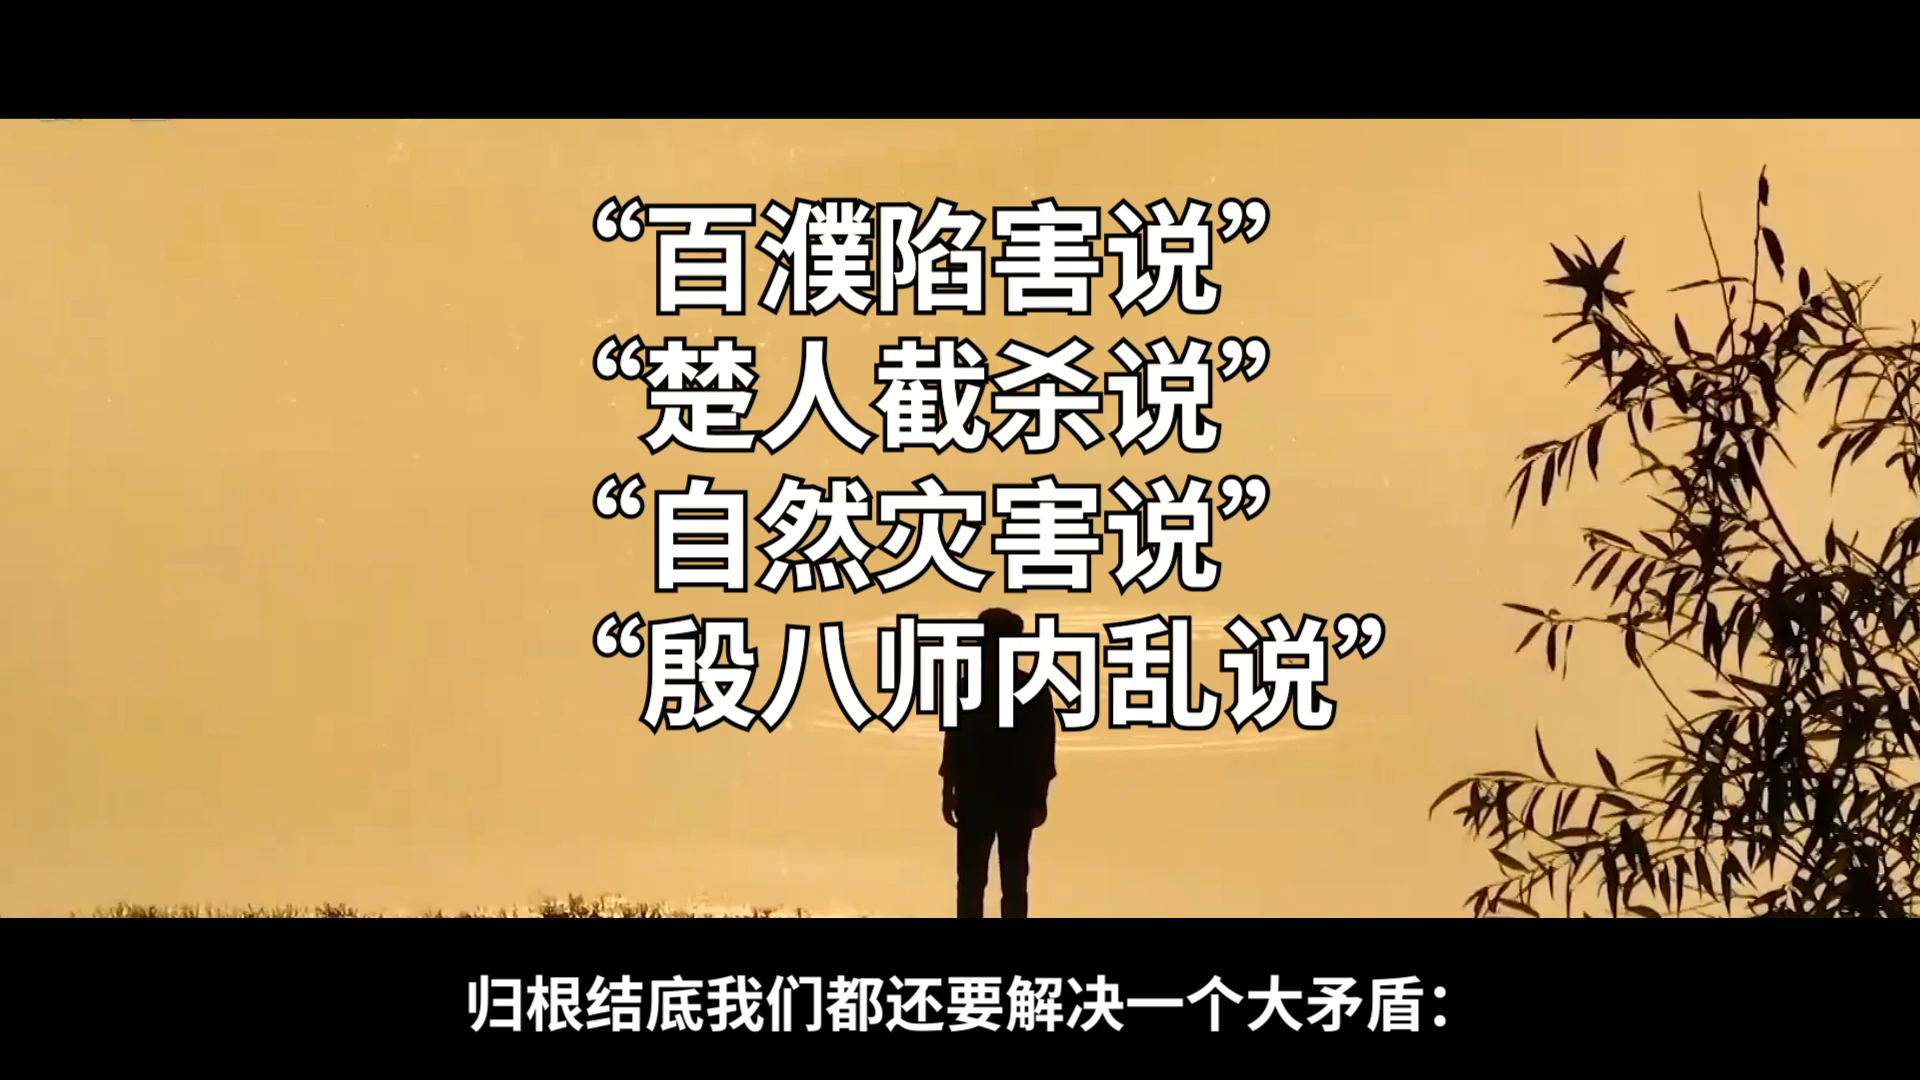 “百濮陷害说”
“楚人截杀说”
“自然灾害说”
“殷八师内乱说”
归根结底我们都还要解决一个大矛盾：